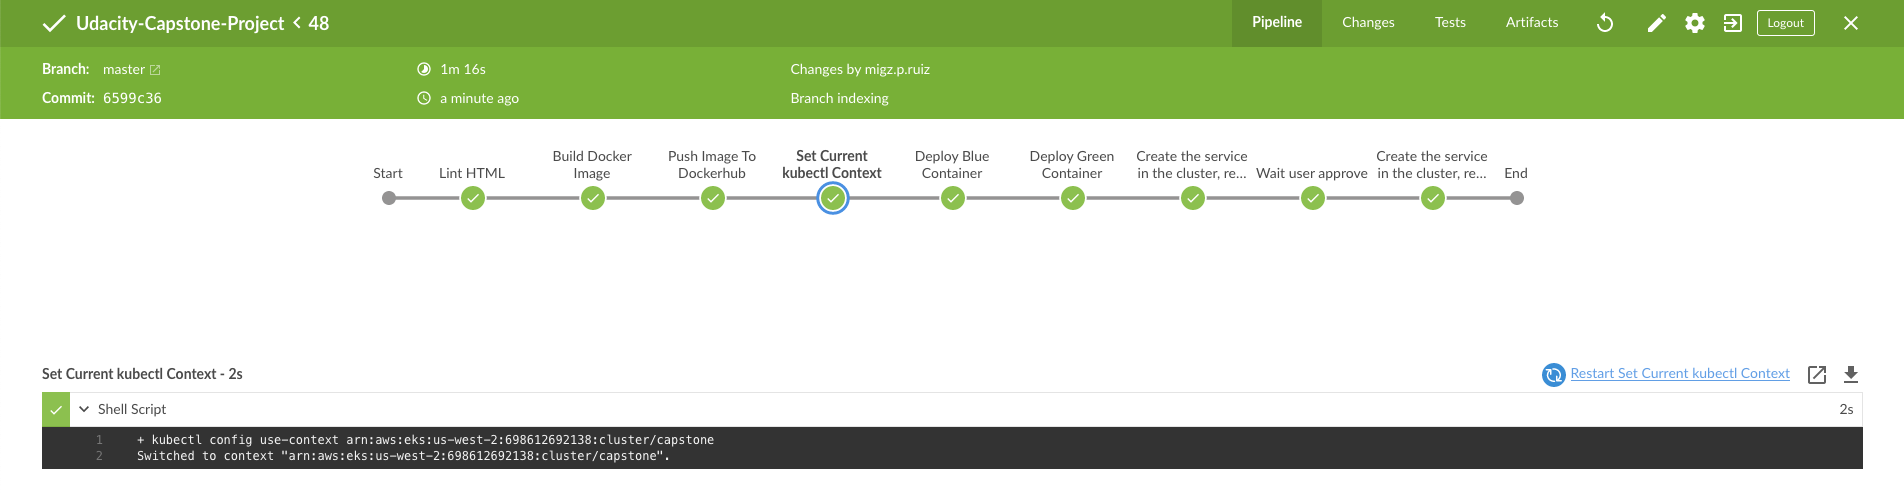 Udacity-Capstone-Project < 48
Pipeline
Changes
Tests
Artifacts
Logout
Branch: master
1m 16s
Changes by migz.p.ruiz
Commit: 6599c36
a minute ago
Branch indexing
Start
Lint HTML
Build Docker
Image
Push Image To
Dockerhub
Set Current
kubectl Context
Deploy Blue
Container
Deploy Green
Container
Create the service
in the cluster, re...
Wait user approve
Create the service
in the cluster, re...
End
Set Current kubectl Context - 2s
Restart Set Current kubectl Context
Shell Script
2s
1 + kubectl config use-context arn:aws:eks:us-west-2:698612692138:cluster/capstone
2 Switched to context "arn:aws:eks:us-west-2:698612692138:cluster/capstone".